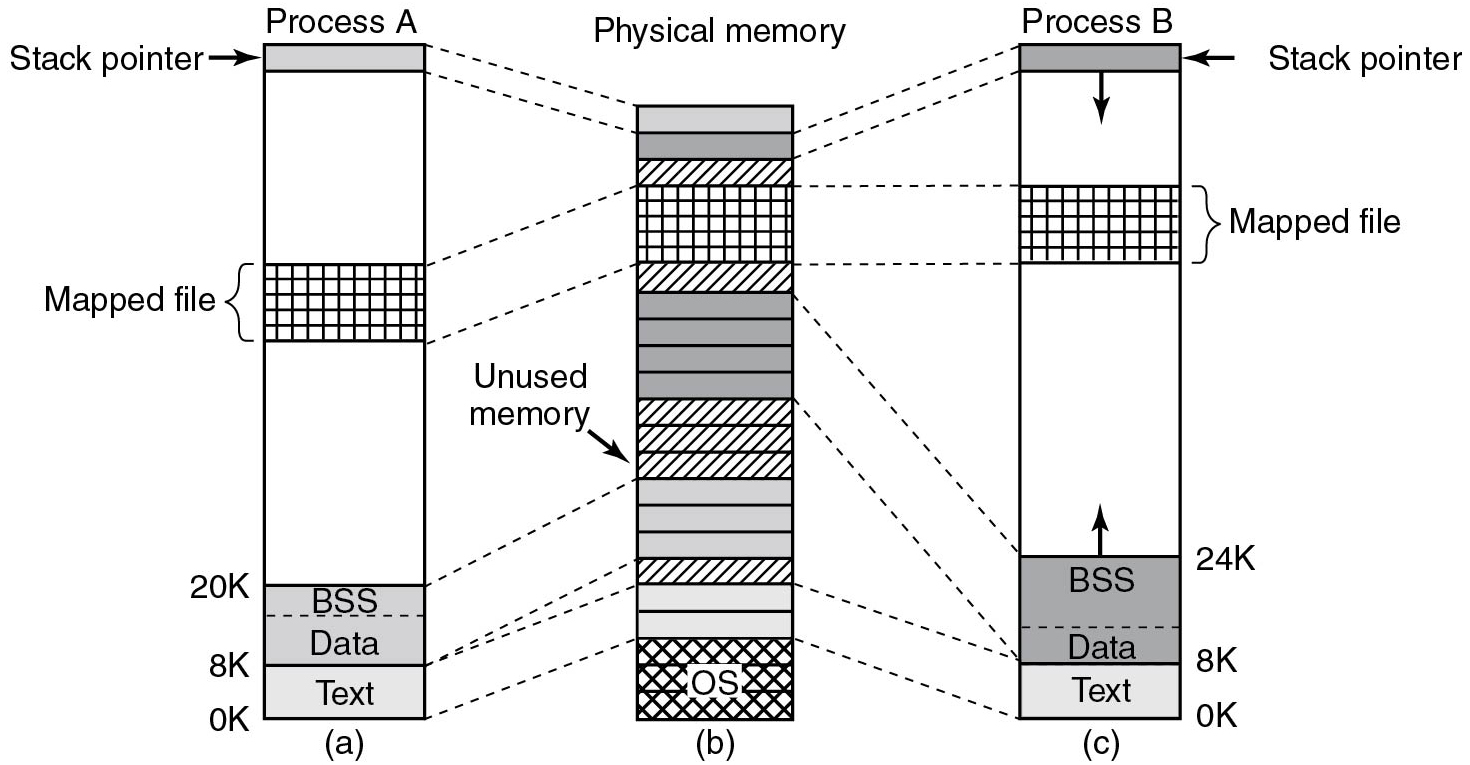 Process A
Physical memory
Process B
Stack pointer
Stack pointer
Mapped file
Mapped file
Unused
memory
20K
BSS
Data
8K
Text
0K
OS
24K
BSS
Data
8K
Text
0K
(a)
(b)
(c)